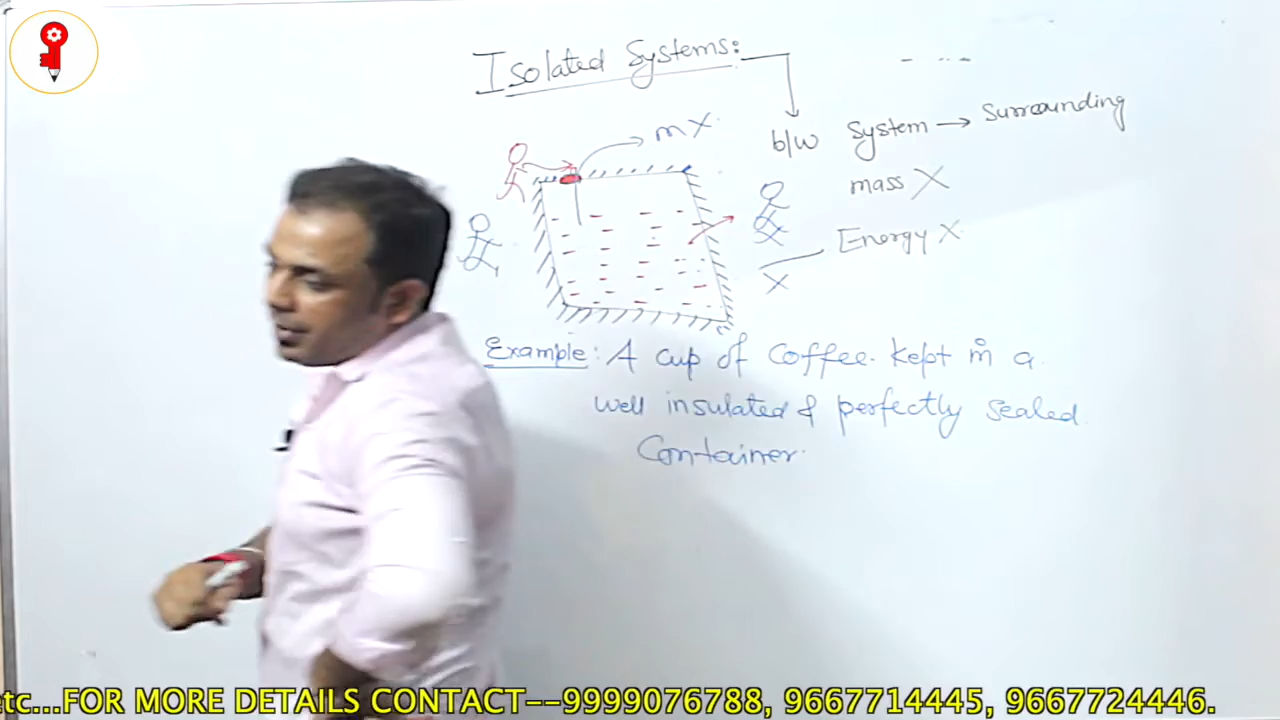 Isolated Systems:
m X
b/w System → Surrounding
mass X
Energy X
X
Example: A cup of Coffee kept in a
well insulated & perfectly sealed
Container.
etc...FOR MORE DETAILS CONTACT--9999076788, 9667714445, 9667724446.